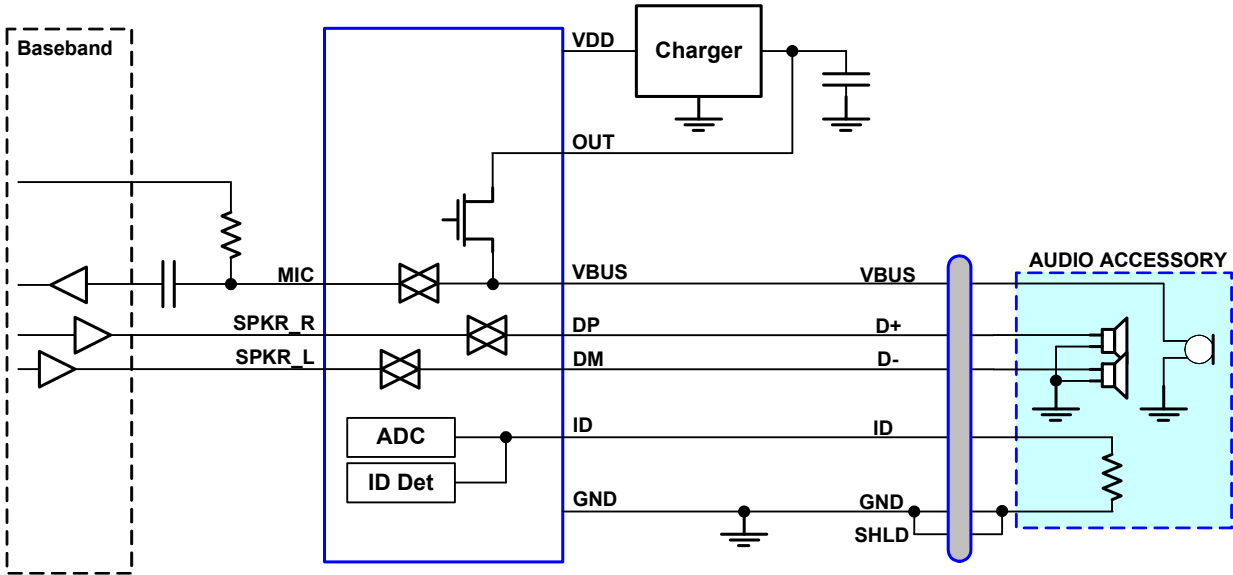 Baseband
VDD
Charger
OUT
MIC
VBUS
VBUS
AUDIO ACCESSORY
SPKR_R
DP
D+
SPKR_L
DM
D-
ADC
ID
ID
ID Det
GND
GND
SHLD